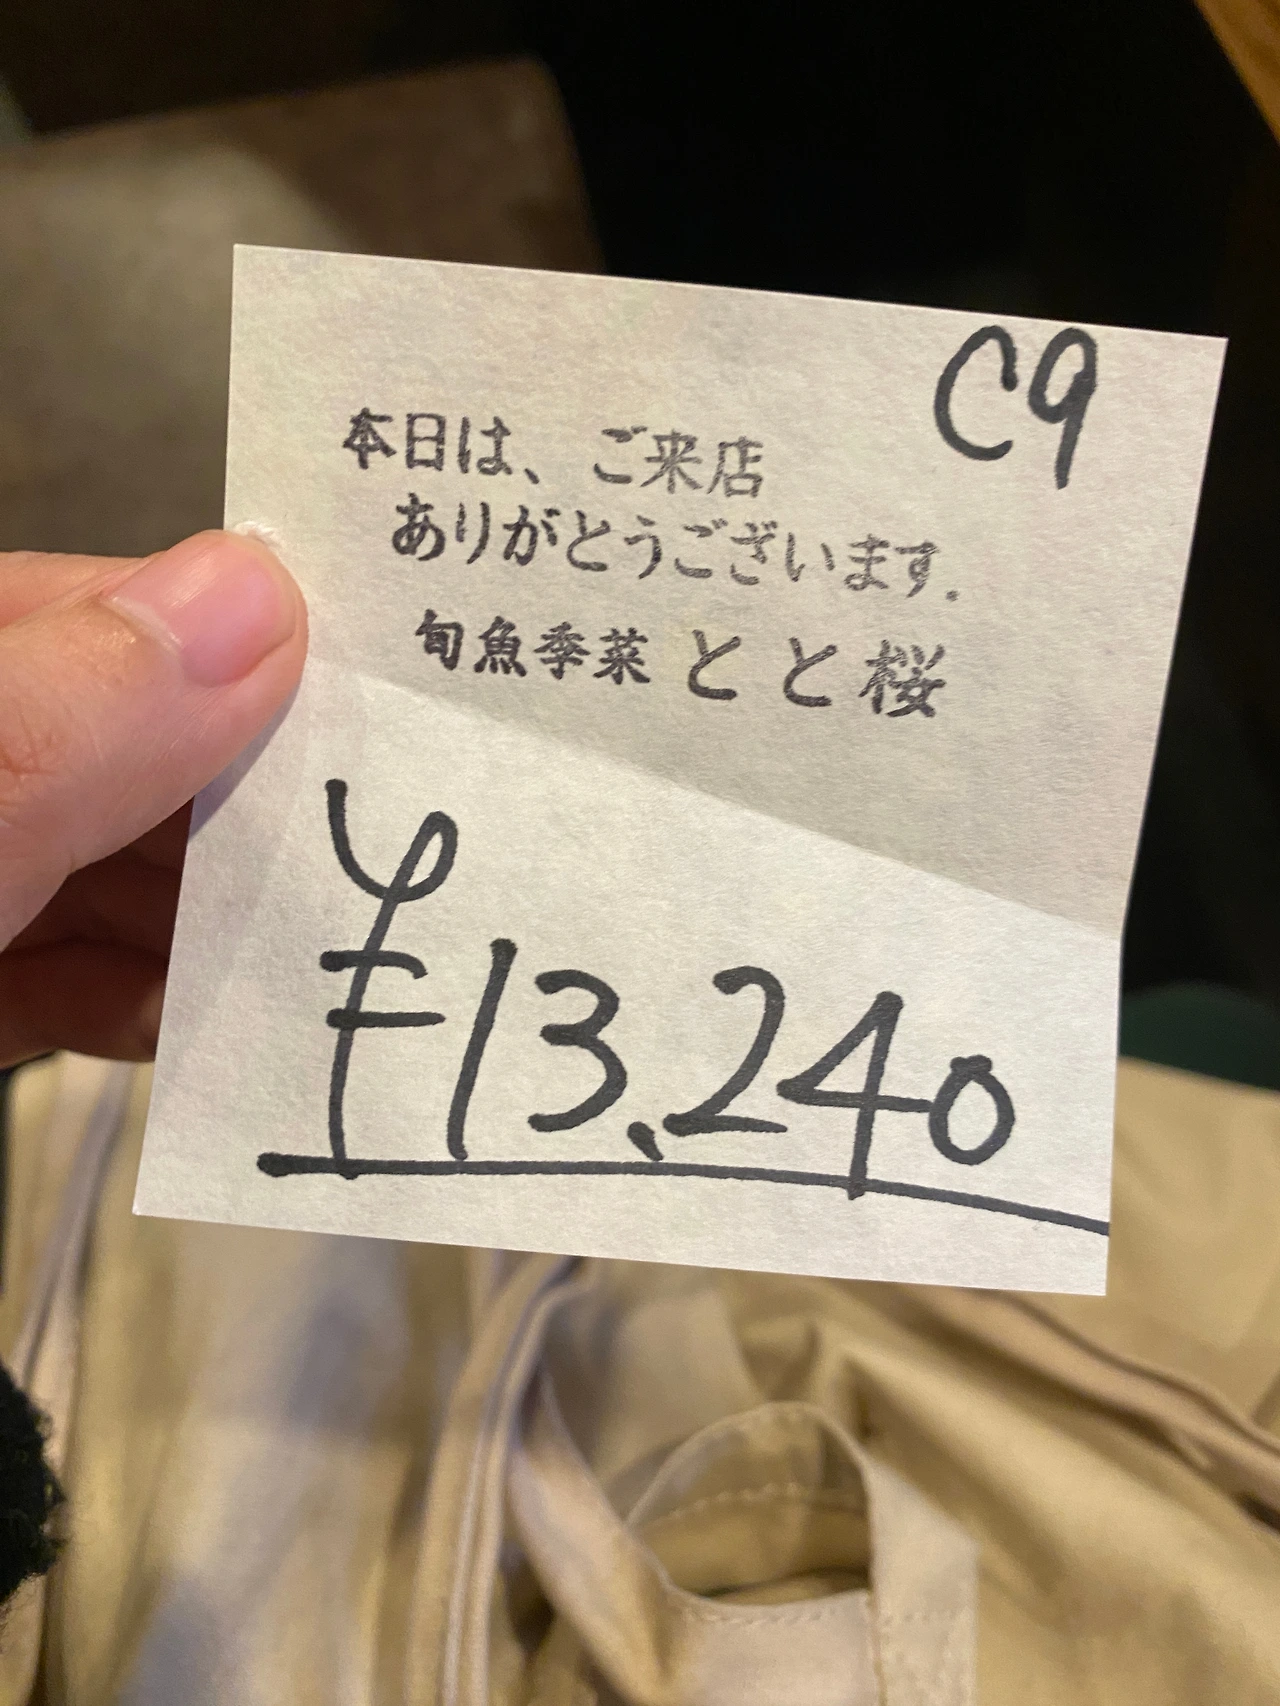 C9
本日は、ご来店
ありがとうございます.
旬魚季菜 とと桜
¥13,240